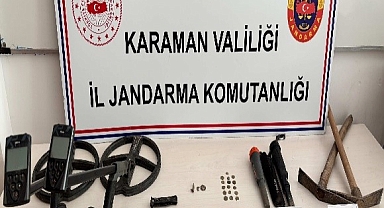 KARAMAN VALİLİĞİ
İL JANDARMA KOMUTANLIĞI